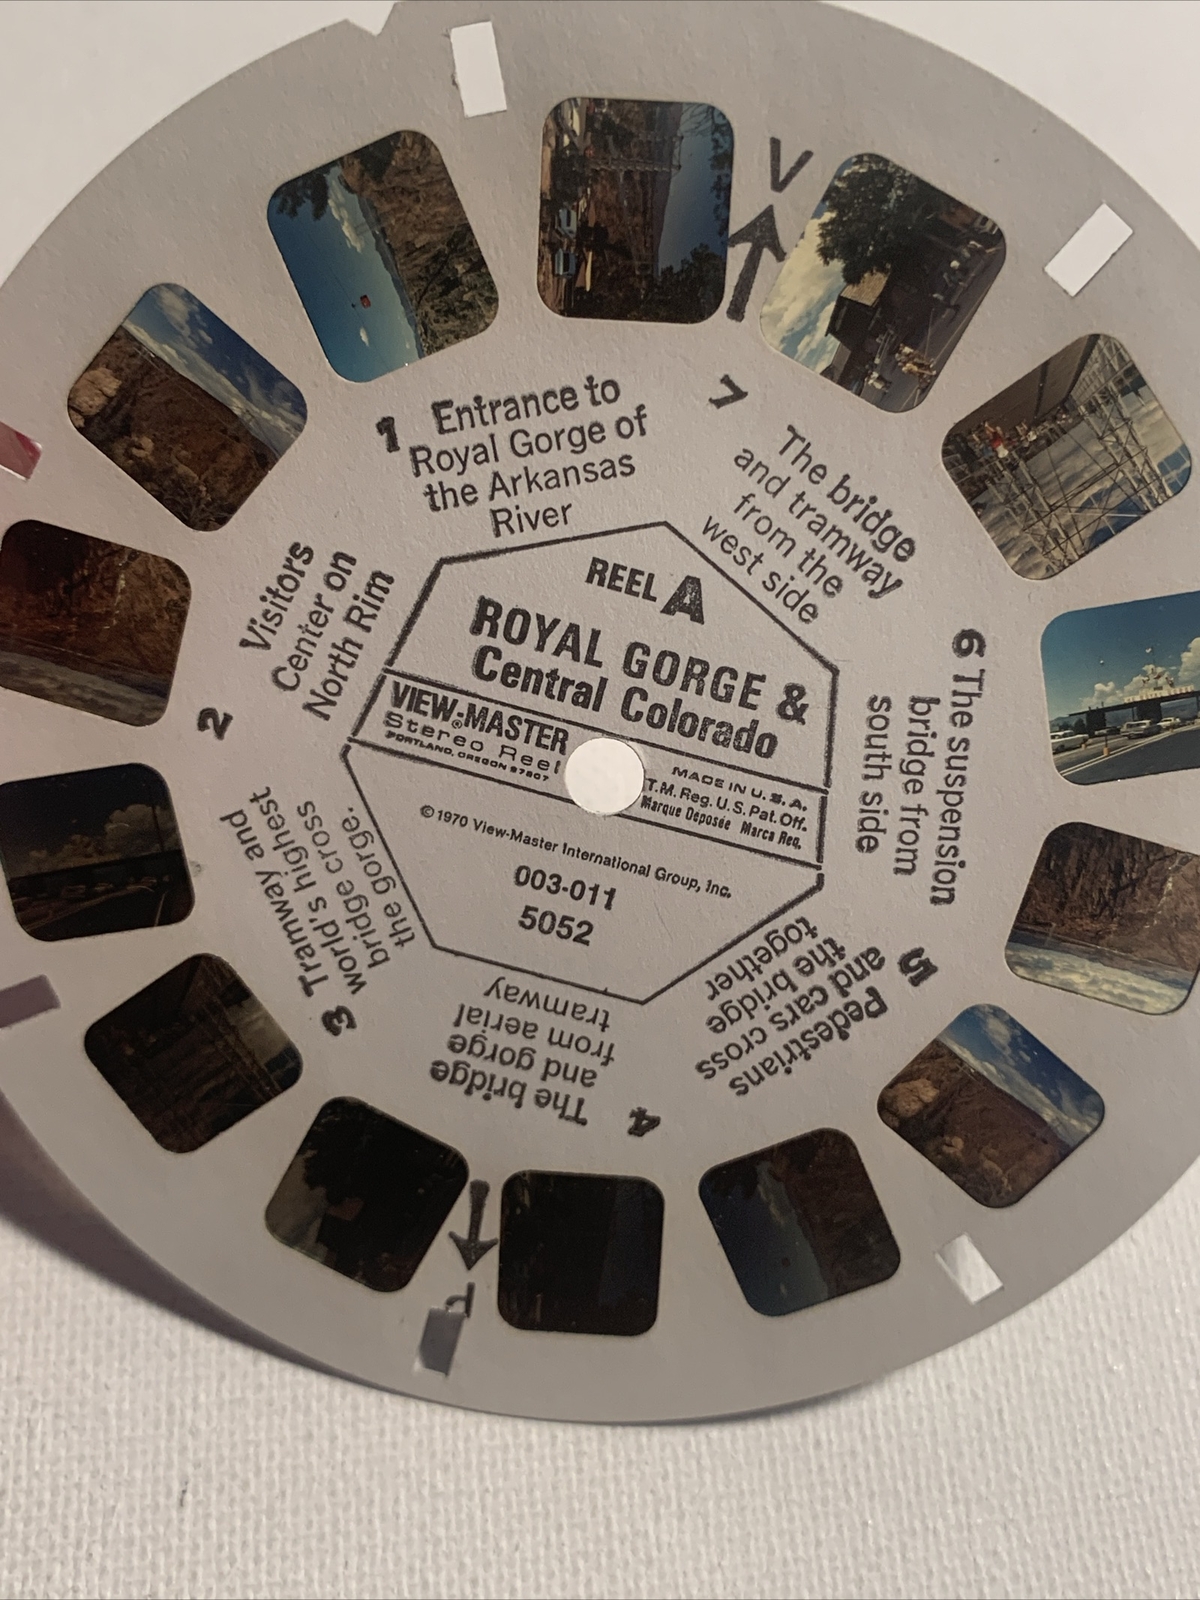 REEL A
ROYAL GORGE &
Central Colorado
VIEW-MASTER®
Stereo Reel
PORTLAND, OREGON 97207
MADE IN U.S.A.
T.M. Reg. U.S. Pat. Off.
Marque Deposée Marca Reg.
©1970 View-Master International Group, Inc.
003-011
5052
1 Entrance to
Royal Gorge of
the Arkansas
River
2
Visitors
Center on
North Rim
3 Tramway and
world's highest
bridge cross
the gorge.
4 The bridge
and gorge
from aerial
tramway
5
Pedestrians
and cars cross
the bridge
together
6 The suspension
bridge from
south side
7 The bridge
and tramway
from the
west side
V